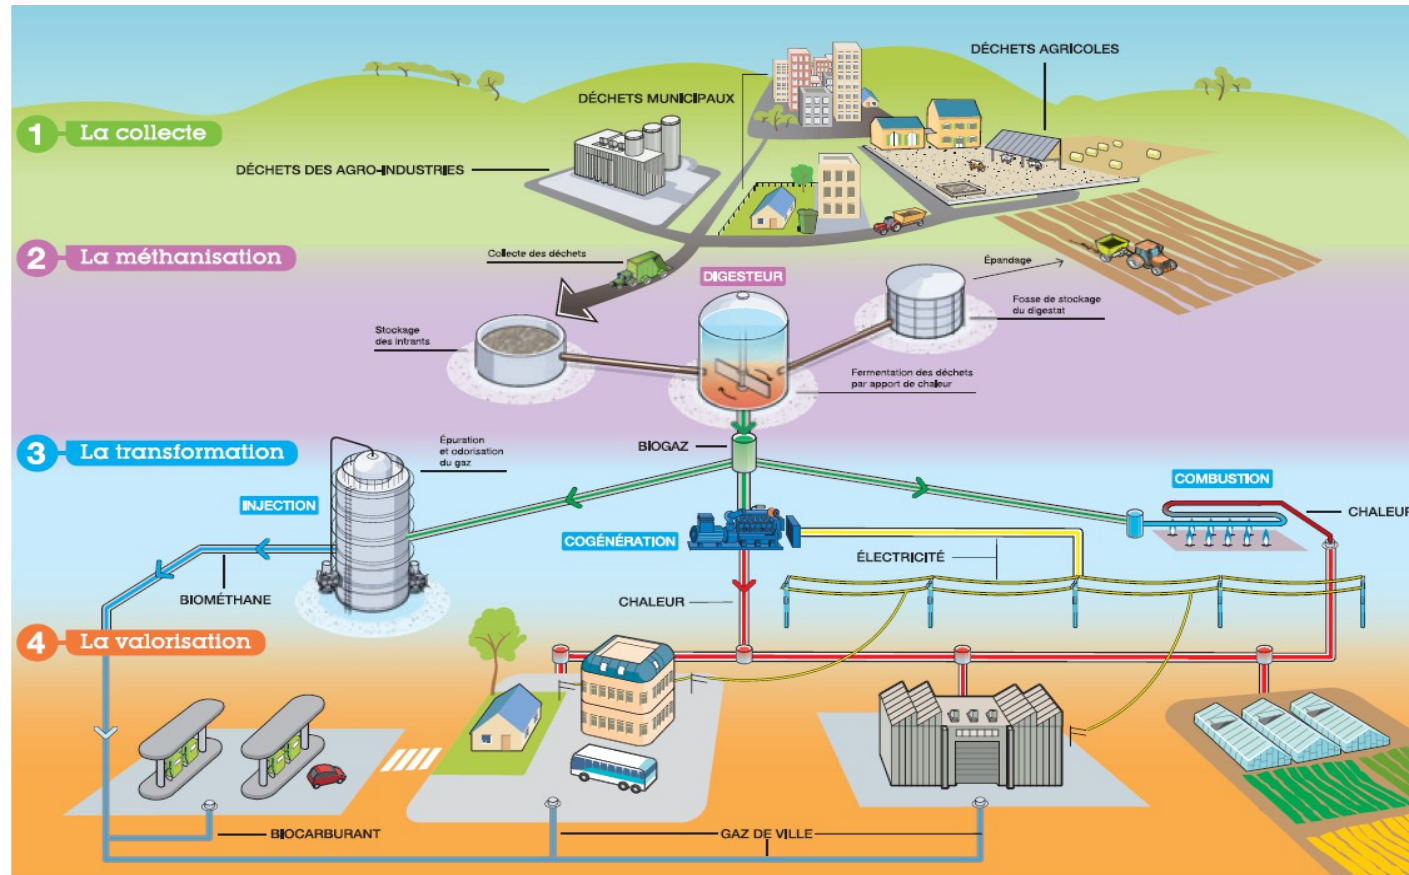 DÉCHETS AGRICOLES
DÉCHETS MUNICIPAUX
1 La collecte
DÉCHETS DES AGRO-INDUSTRIES
2 La méthanisation
Collecte des déchets
DIGESTEUR
Épandage
Fosse de stockage
du digestat
Stockage
des intrants
Fermentation des déchets
par apport de chaleur
3 La transformation
Épuration
et odorisation
du gaz
BIOGAZ
INJECTION
COMBUSTION
CHALEUR
COGÉNÉRATION
ÉLECTRICITÉ
BIOMÉTHANE
CHALEUR
4 La valorisation
BIOCARBURANT
GAZ DE VILLE